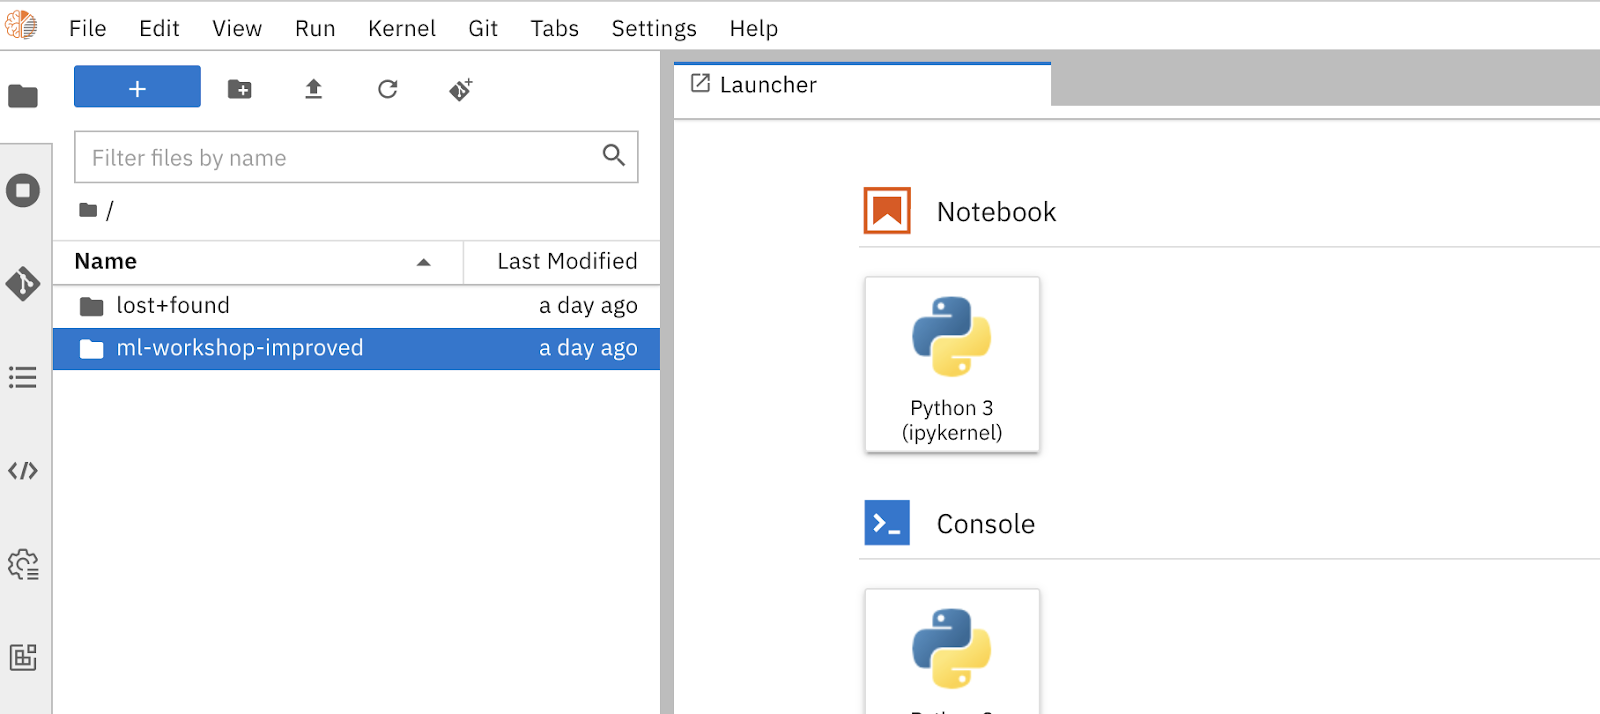 File Edit View Run Kernel Git Tabs Settings Help
+
Filter files by name
/
Name Last Modified
lost+found a day ago
ml-workshop-improved a day ago
Launcher
Notebook
Python 3
(ipykernel)
Console